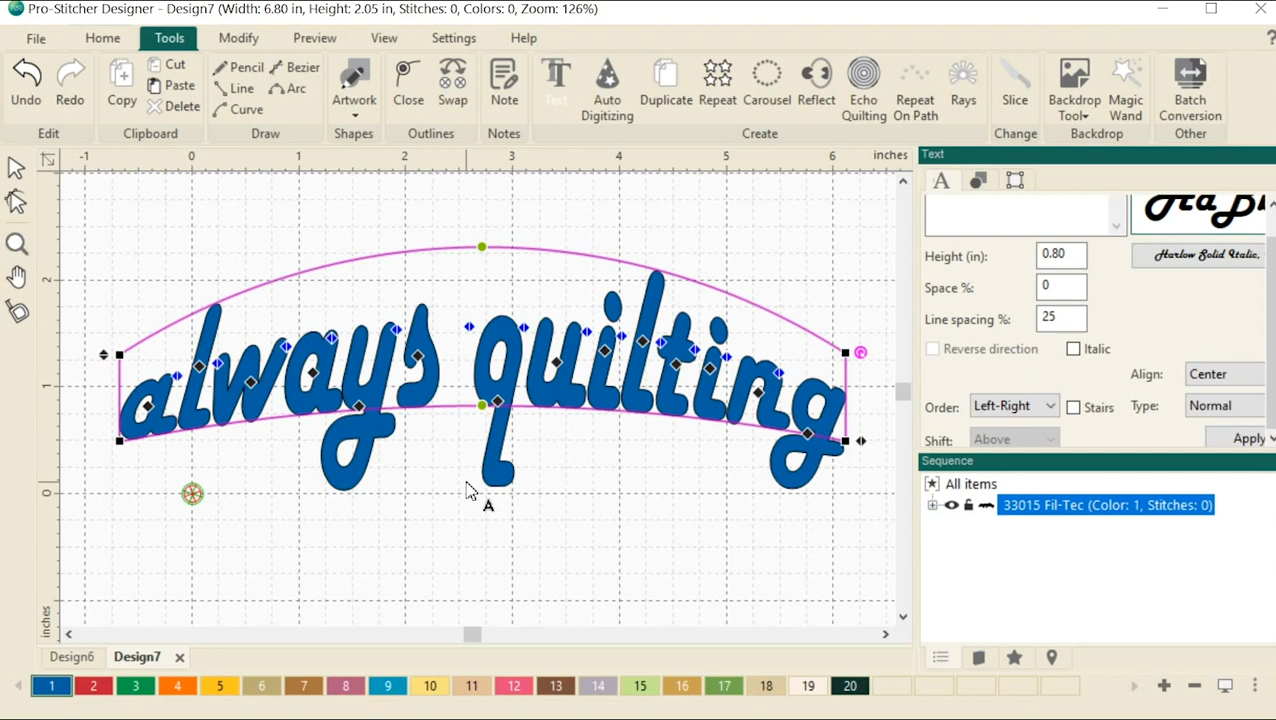 Pro-Stitcher Designer - Design7 (Width: 6.80 in, Height: 2.05 in, Stitches: 0, Colors: 0, Zoom: 126%)
File Home Tools Modify Preview View Settings Help ?
Undo Redo Copy Cut Paste Delete Pencil Bezier Line Arc Curve Artwork Close Swap Note Text Auto Digitizing Duplicate Repeat Carousel Reflect Echo Quilting Repeat On Path Rays Slice Backdrop Tool Magic Wand Batch Conversion
Edit Clipboard Draw Shapes Outlines Notes Create Change Backdrop Other
-1 0 1 2 3 4 5 6 inches
Text
A
Height (in): 0.80
Harlow Solid Italic,
Space %: 0
Line spacing %: 25
Reverse direction Italic
Align: Center
Order: Left-Right Stairs Type: Normal
Shift: Above Apply
2
1
0
inches
always quilting
A
Sequence
All items
33015 Fil-Tec (Color: 1, Stitches: 0)
Design6 Design7
1 2 3 4 5 6 7 8 9 10 11 12 13 14 15 16 17 18 19 20